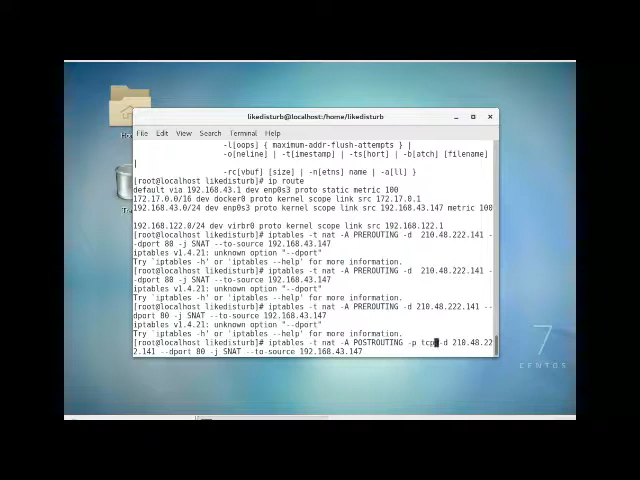 likedisturb@localhost:/home/likedisturb
File Edit View Search Terminal Help
-l[oops] { maximum-addr-flush-attempts } |
-o[neline] | -t[imestamp] | -ts[hort] | -b[atch] [filename]
|
-rc[vbuf] [size] | -n[etns] name | -a[ll] }
[root@localhost likedisturb]# ip route
default via 192.168.43.1 dev enp0s3 proto static metric 100
172.17.0.0/16 dev docker0 proto kernel scope link src 172.17.0.1
192.168.43.0/24 dev enp0s3 proto kernel scope link src 192.168.43.147 metric 100
192.168.122.0/24 dev virbr0 proto kernel scope link src 192.168.122.1
[root@localhost likedisturb]# iptables -t nat -A PREROUTING -d  210.48.222.141 -
-dport 80 -j SNAT --to-source 192.168.43.147
iptables v1.4.21: unknown option "--dport"
Try `iptables -h' or 'iptables --help' for more information.
[root@localhost likedisturb]# iptables -t nat -A PREROUTING -d  210.48.222.141 -
-dport 80 -j SNAT --to-source 192.168.43.147
iptables v1.4.21: unknown option "--dport"
Try `iptables -h' or 'iptables --help' for more information.
[root@localhost likedisturb]# iptables -t nat -A PREROUTING -d 210.48.222.141 --
dport 80 -j SNAT --to-source 192.168.43.147
iptables v1.4.21: unknown option "--dport"
Try `iptables -h' or 'iptables --help' for more information.
[root@localhost likedisturb]# iptables -t nat -A POSTROUTING -p tcp -d 210.48.22
2.141 --dport 80 -j SNAT --to-source 192.168.43.147
7
CENTOS